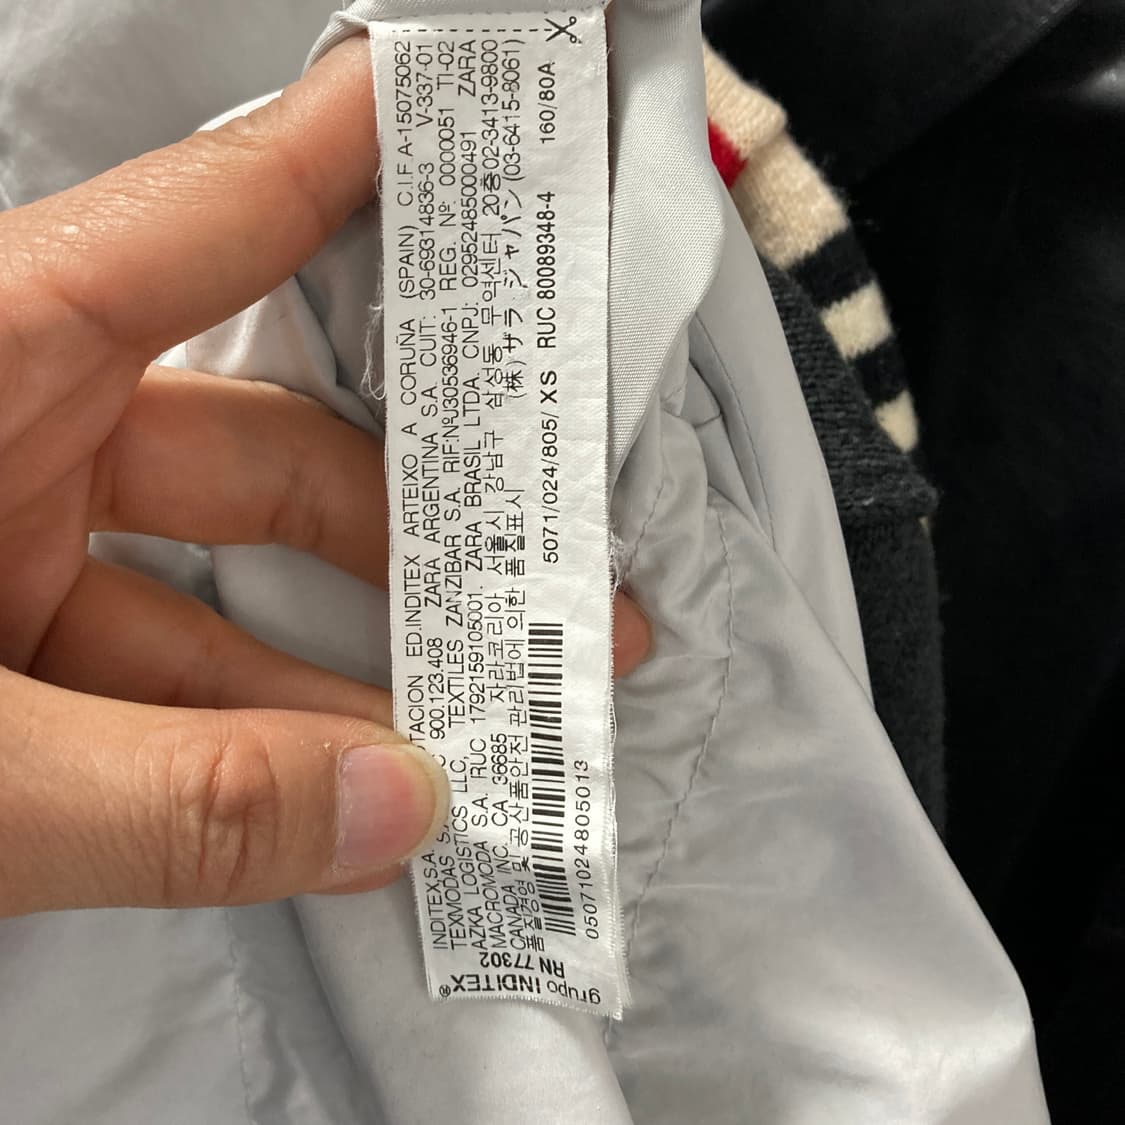 INDITEX,S.A. OTACION ED.INDITEX ARTEIXO A CORUÑA (SPAIN) C.I.F A-15075062
TEXMODAS 900.123.408 ZARA ARGENTINA S.A. CUIT: 30-69314836-3 V-337-01
AZKA LOGISTICS LLC, TEXTILES ZANZIBAR S.A. RIF:NºJ30536946-1 REG. Nº 0000051 TI-02
MACROMODA S.A. RUC 1792159105001. ZARA BRASIL LTDA. CNPJ: 02952485000491 ZARA
CANADA INC. CA 36685 자라코리아 서울시 강남구 삼성동 무역센터 20층 02-3413-9800
품질경영 및 공산품안전 관리법에 의한 품질표시 (株)ザラ・ジャパン(03-6415-8061)
5071/024/805/ XS RUC 80089348-4 160/80A
05071024805013
RN 77302
grupo INDITEX®